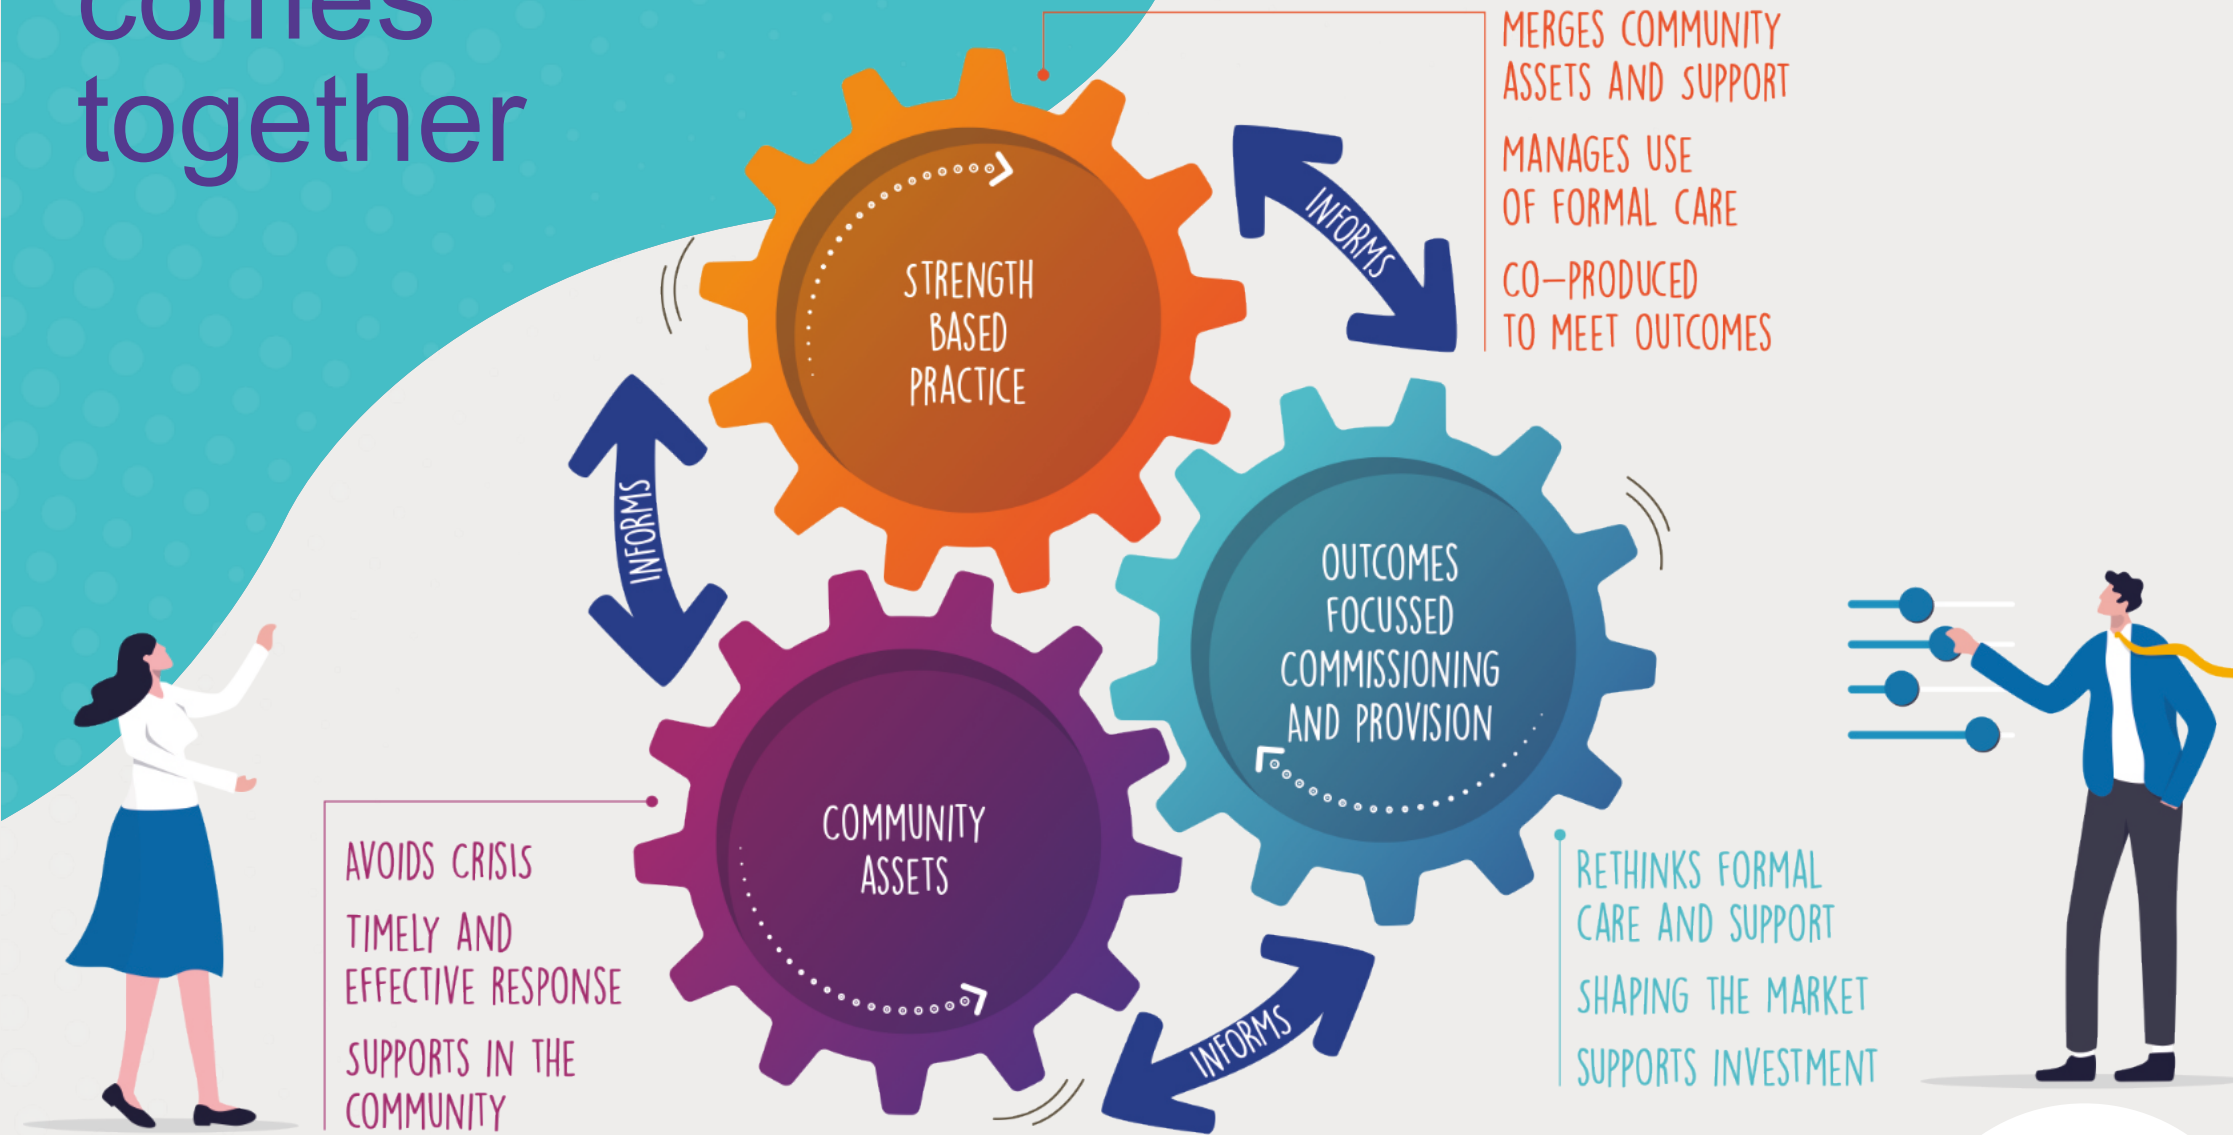 comes
together
MERGES COMMUNITY
ASSETS AND SUPPORT
MANAGES USE
OF FORMAL CARE
CO-PRODUCED
TO MEET OUTCOMES
INFORMS
STRENGTH
BASED
PRACTICE
INFORMS
OUTCOMES
FOCUSSED
COMMISSIONING
AND PROVISION
COMMUNITY
ASSETS
AVOIDS CRISIS
TIMELY AND
EFFECTIVE RESPONSE
SUPPORTS IN THE
COMMUNITY
RETHINKS FORMAL
CARE AND SUPPORT
SHAPING THE MARKET
SUPPORTS INVESTMENT
INFORMS